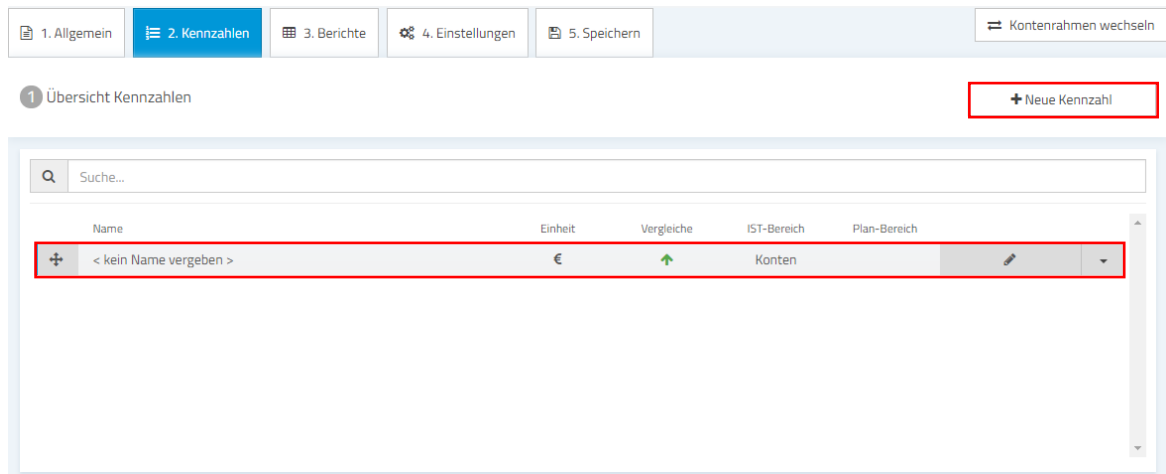 1. Allgemein 2. Kennzahlen 3. Berichte 4. Einstellungen 5. Speichern Kontenrahmen wechseln
1 Übersicht Kennzahlen + Neue Kennzahl
Suche...
Name Einheit Vergleiche IST-Bereich Plan-Bereich
< kein Name vergeben > € Konten